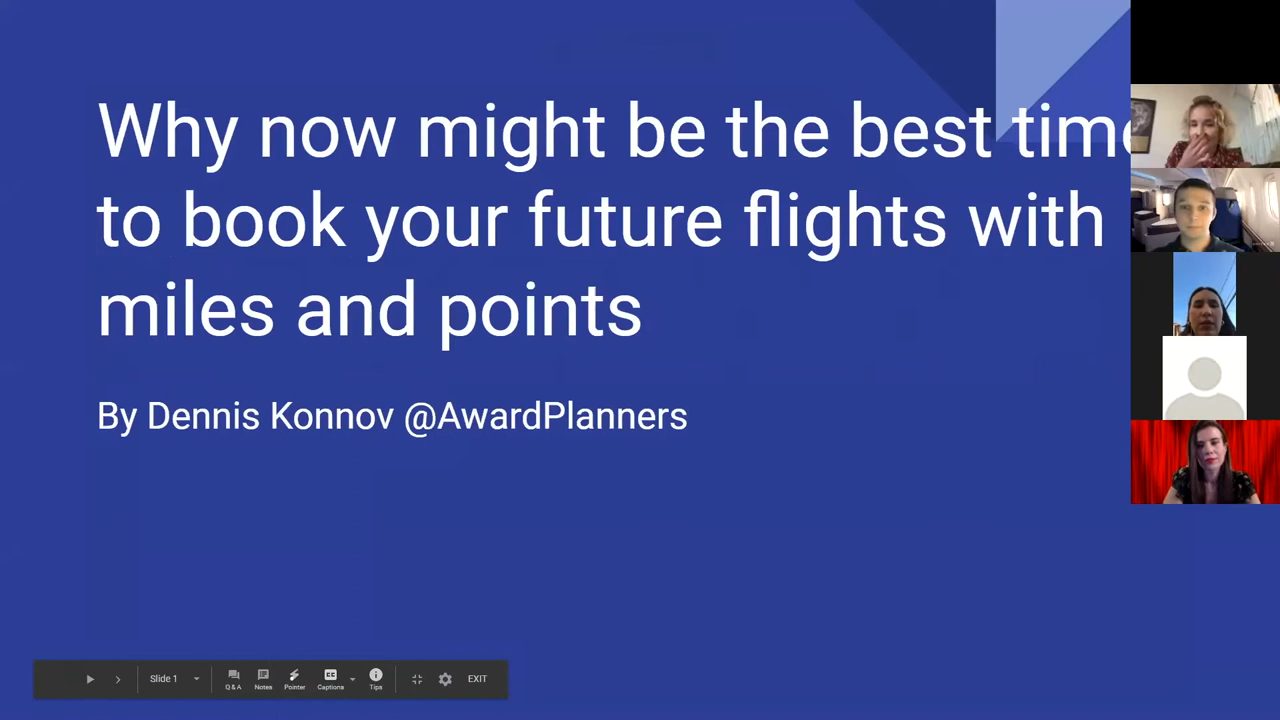 Why now might be the best time
to book your future flights with
miles and points
By Dennis Konnov @AwardPlanners
Slide 1
Q & A
Notes
Pointer
CC
Captions
Tips
EXIT